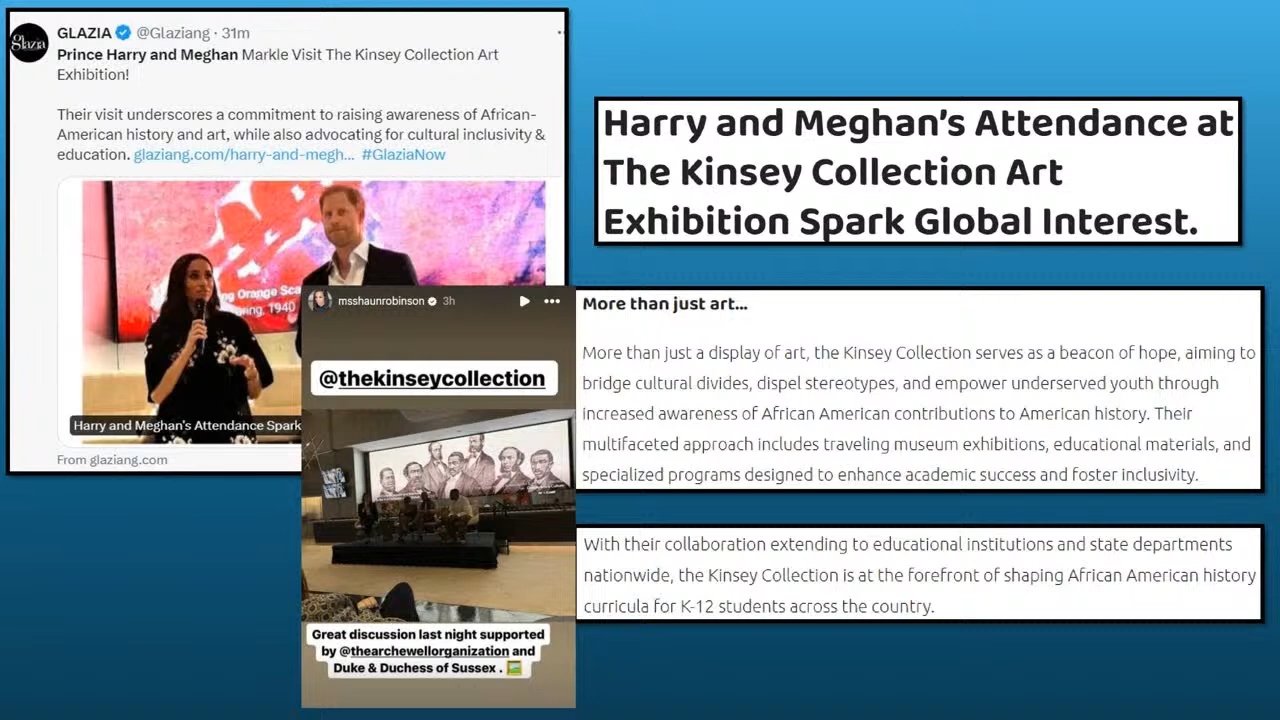 glazia
GLAZIA @Glaziang · 31m
Prince Harry and Meghan Markle Visit The Kinsey Collection Art
Exhibition!
Their visit underscores a commitment to raising awareness of African-
American history and art, while also advocating for cultural inclusivity &
education. glaziang.com/harry-and-megh... #GlaziaNow
ng Orange Sca
ring, 1940
Harry and Meghan's Attendance Spark
From glaziang.com
msshaunrobinson 3h
@thekinseycollection
Great discussion last night supported
by @thearchewellorganization and
Duke & Duchess of Sussex .
Harry and Meghan's Attendance at
The Kinsey Collection Art
Exhibition Spark Global Interest.
More than just art...
More than just a display of art, the Kinsey Collection serves as a beacon of hope, aiming to
bridge cultural divides, dispel stereotypes, and empower underserved youth through
increased awareness of African American contributions to American history. Their
multifaceted approach includes traveling museum exhibitions, educational materials, and
specialized programs designed to enhance academic success and foster inclusivity.
With their collaboration extending to educational institutions and state departments
nationwide, the Kinsey Collection is at the forefront of shaping African American history
curricula for K-12 students across the country.